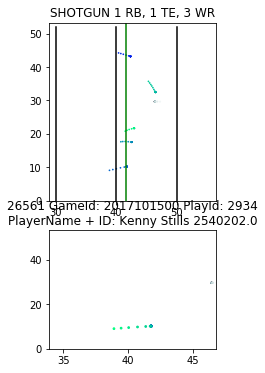 SHOTGUN 1 RB, 1 TE, 3 WR
50
40
30
20
10
0
30 40 50
26561 GameId: 2017101500 PlayId: 2934
PlayerName + ID: Kenny Stills 2540202.0
40
20
0
35 40 45